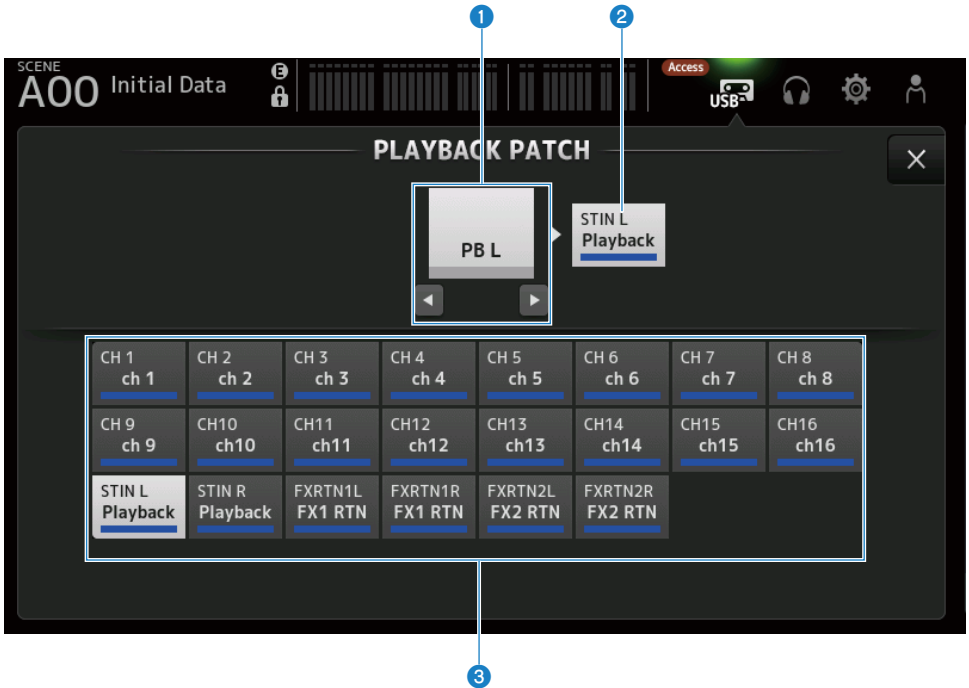 1 2
SCENE
A00 Initial Data E Access USB
PLAYBACK PATCH
PB L
STIN L
Playback
CH 1 CH 2 CH 3 CH 4 CH 5 CH 6 CH 7 CH 8
ch 1 ch 2 ch 3 ch 4 ch 5 ch 6 ch 7 ch 8
CH 9 CH10 CH11 CH12 CH13 CH14 CH15 CH16
ch 9 ch10 ch11 ch12 ch13 ch14 ch15 ch16
STIN L STIN R FXRTN1L FXRTN1R FXRTN2L FXRTN2R
Playback Playback FX1 RTN FX1 RTN FX2 RTN FX2 RTN
3